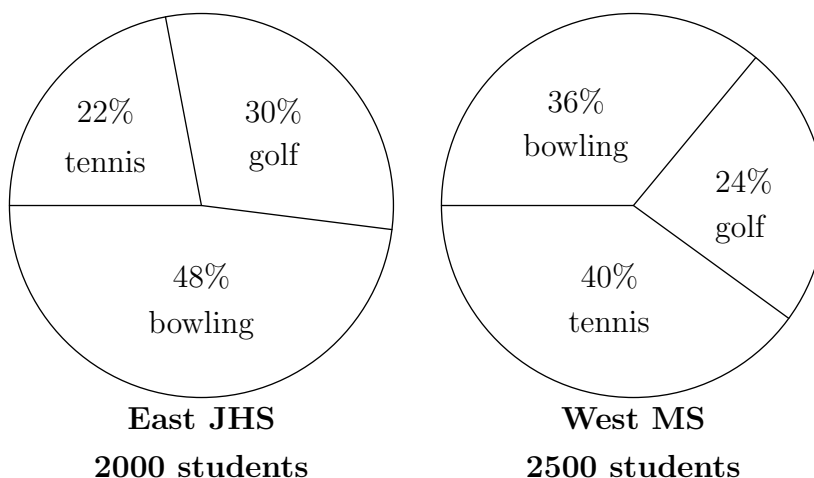 22%
tennis
30%
golf
48%
bowling
East JHS
2000 students
36%
bowling
24%
golf
40%
tennis
West MS
2500 students